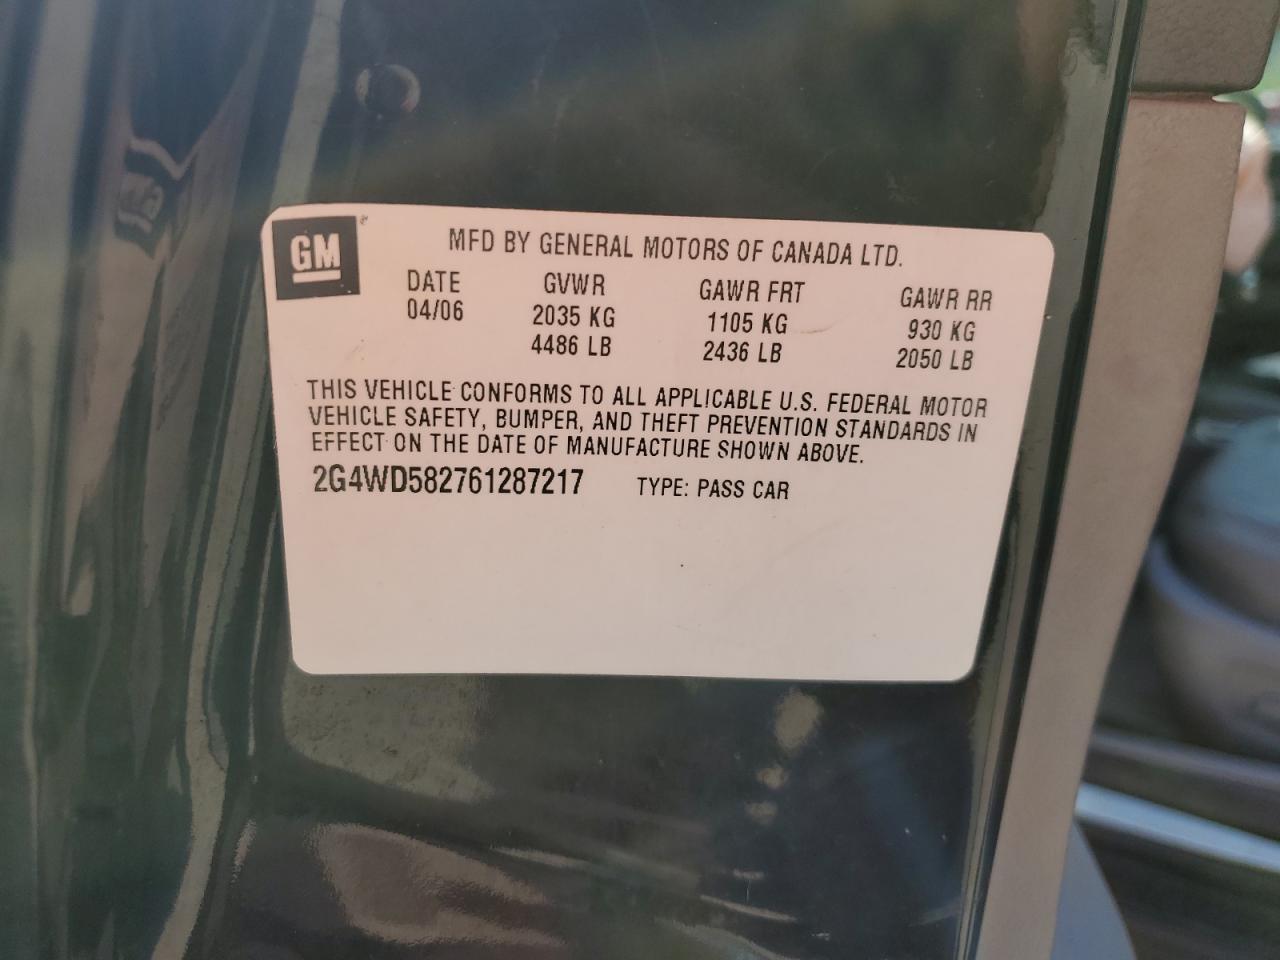 GM
MFD BY GENERAL MOTORS OF CANADA LTD.
DATE GVWR GAWR FRT GAWR RR
04/06 2035 KG 1105 KG 930 KG
4486 LB 2436 LB 2050 LB
THIS VEHICLE CONFORMS TO ALL APPLICABLE U.S. FEDERAL MOTOR
VEHICLE SAFETY, BUMPER, AND THEFT PREVENTION STANDARDS IN
EFFECT ON THE DATE OF MANUFACTURE SHOWN ABOVE.
2G4WD582761287217 TYPE: PASS CAR